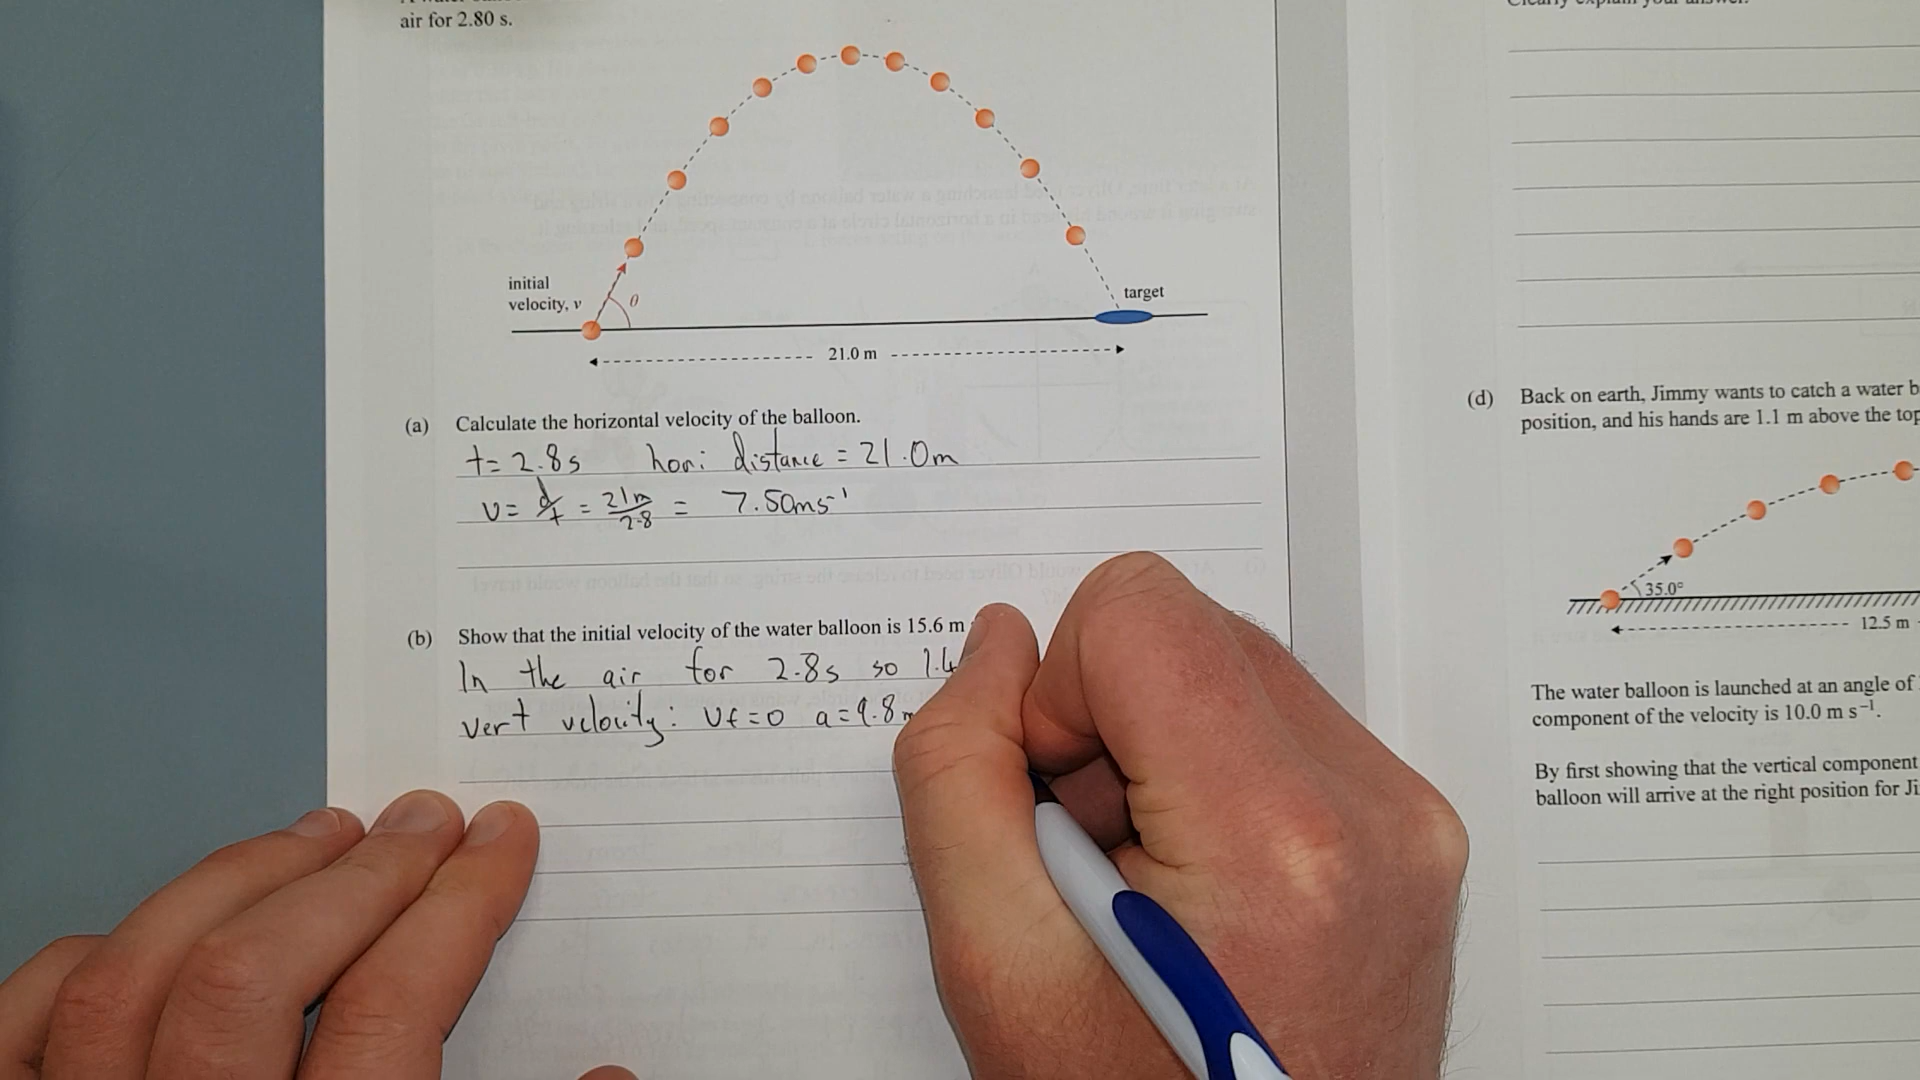 air for 2.80 s.
initial
velocity, v
θ
target
21.0 m
(a) Calculate the horizontal velocity of the balloon.
t= 2.8s hori distance = 21.0m
v= d/t = 21m/2.8 = 7.50ms⁻¹
(b) Show that the initial velocity of the water balloon is 15.6 m
In the air for 2.8s so 1.4
vert velocity: vf=0 a=9.8m
(d) Back on earth, Jimmy wants to catch a water b
position, and his hands are 1.1 m above the top
35.0°
12.5 m
The water balloon is launched at an angle of
component of the velocity is 10.0 m s⁻¹.
By first showing that the vertical component
balloon will arrive at the right position for Ji